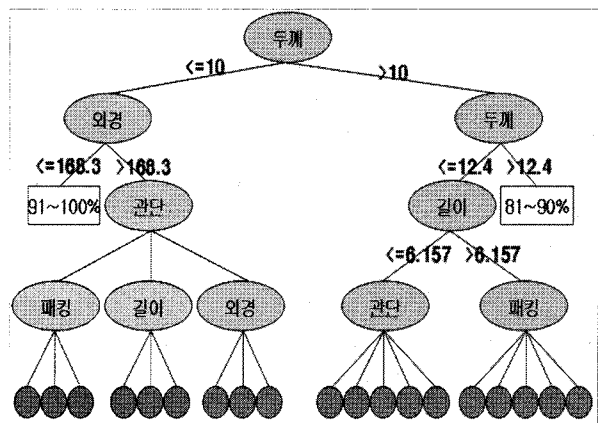 두께
<=10 >10
외경 두께
<=168.3 >168.3 <=12.4 >12.4
91~100% 관단 길이 81~90%
<=6.157 >6.157
패킹 길이 외경 관단 패킹